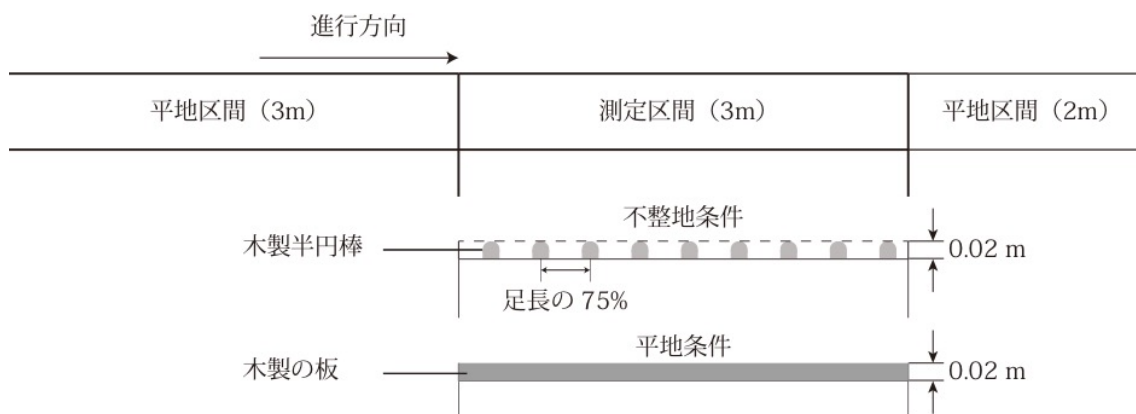 進行方向
平地区間（3m）
測定区間（3m）
平地区間（2m）
不整地条件
木製半円棒
0.02 m
足長の 75%
平地条件
木製の板
0.02 m